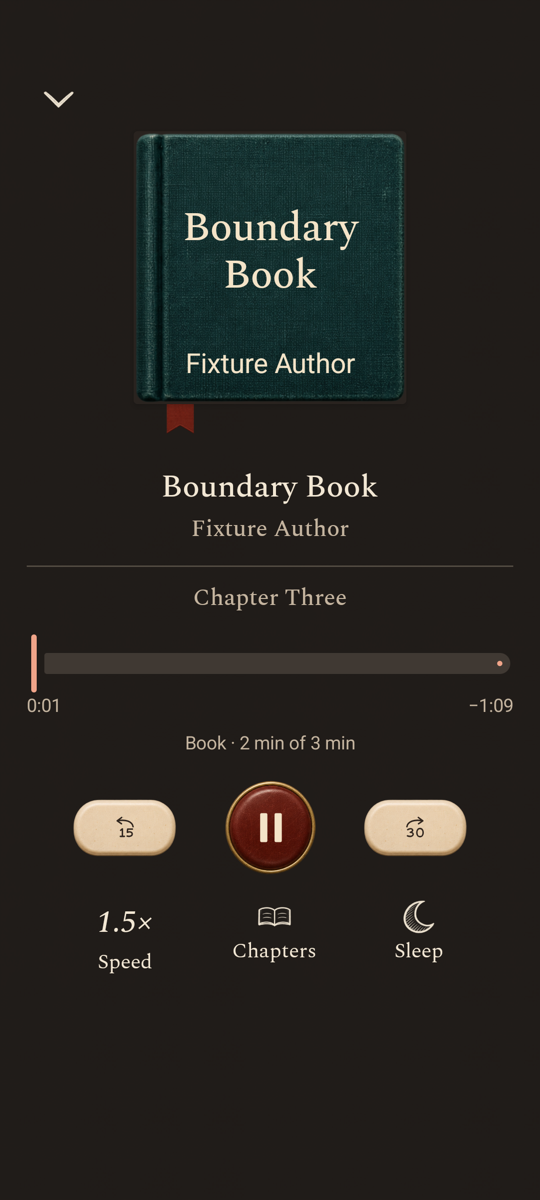 Boundary
Book
Fixture Author
Boundary Book
Fixture Author
Chapter Three
0:01
−1:09
Book · 2 min of 3 min
15
30
1.5×
Speed
Chapters
Sleep